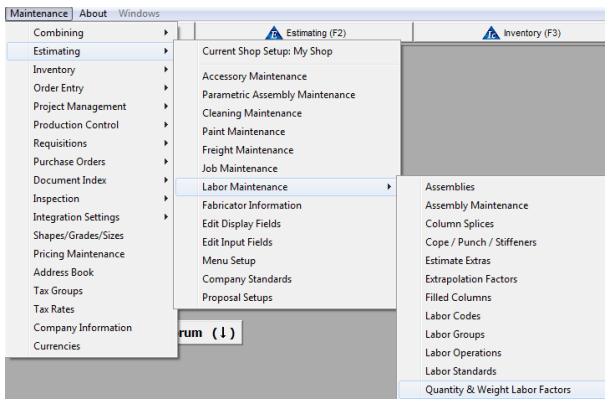 Maintenance About Windows
Estimating (F2)
Inventory (F3)
Combining
Estimating
Inventory
Order Entry
Project Management
Production Control
Requisitions
Purchase Orders
Document Index
Inspection
Integration Settings
Shapes/Grades/Sizes
Pricing Maintenance
Address Book
Tax Groups
Tax Rates
Company Information
Currencies
Current Shop Setup: My Shop
Accessory Maintenance
Parametric Assembly Maintenance
Cleaning Maintenance
Paint Maintenance
Freight Maintenance
Job Maintenance
Labor Maintenance
Fabricator Information
Edit Display Fields
Edit Input Fields
Menu Setup
Company Standards
Proposal Setups
Assemblies
Assembly Maintenance
Column Splices
Cope / Punch / Stiffeners
Estimate Extras
Extrapolation Factors
Filled Columns
Labor Codes
Labor Groups
Labor Operations
Labor Standards
Quantity & Weight Labor Factors
rum (↓)